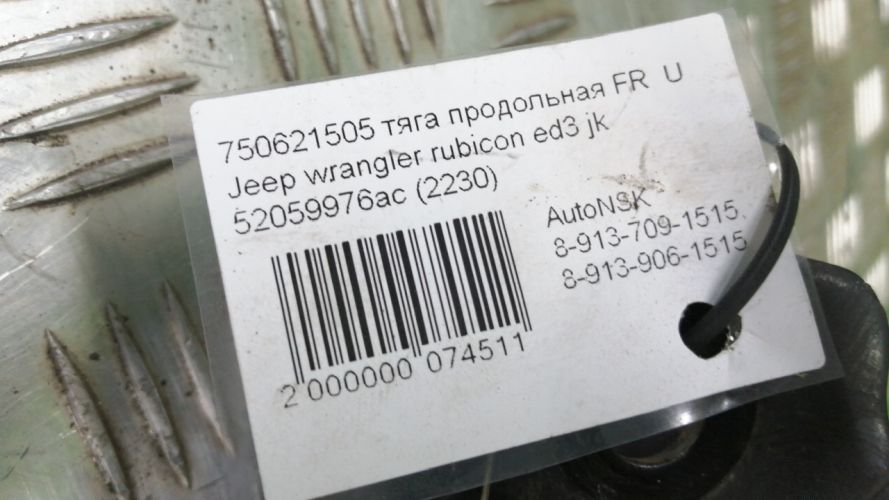 750621505 тяга продольная FR U
Jeep wrangler rubicon ed3 jk
52059976ac (2230)
AutoNSK
8-913-709-1515,
8-913-906-1515
2 000000 074511